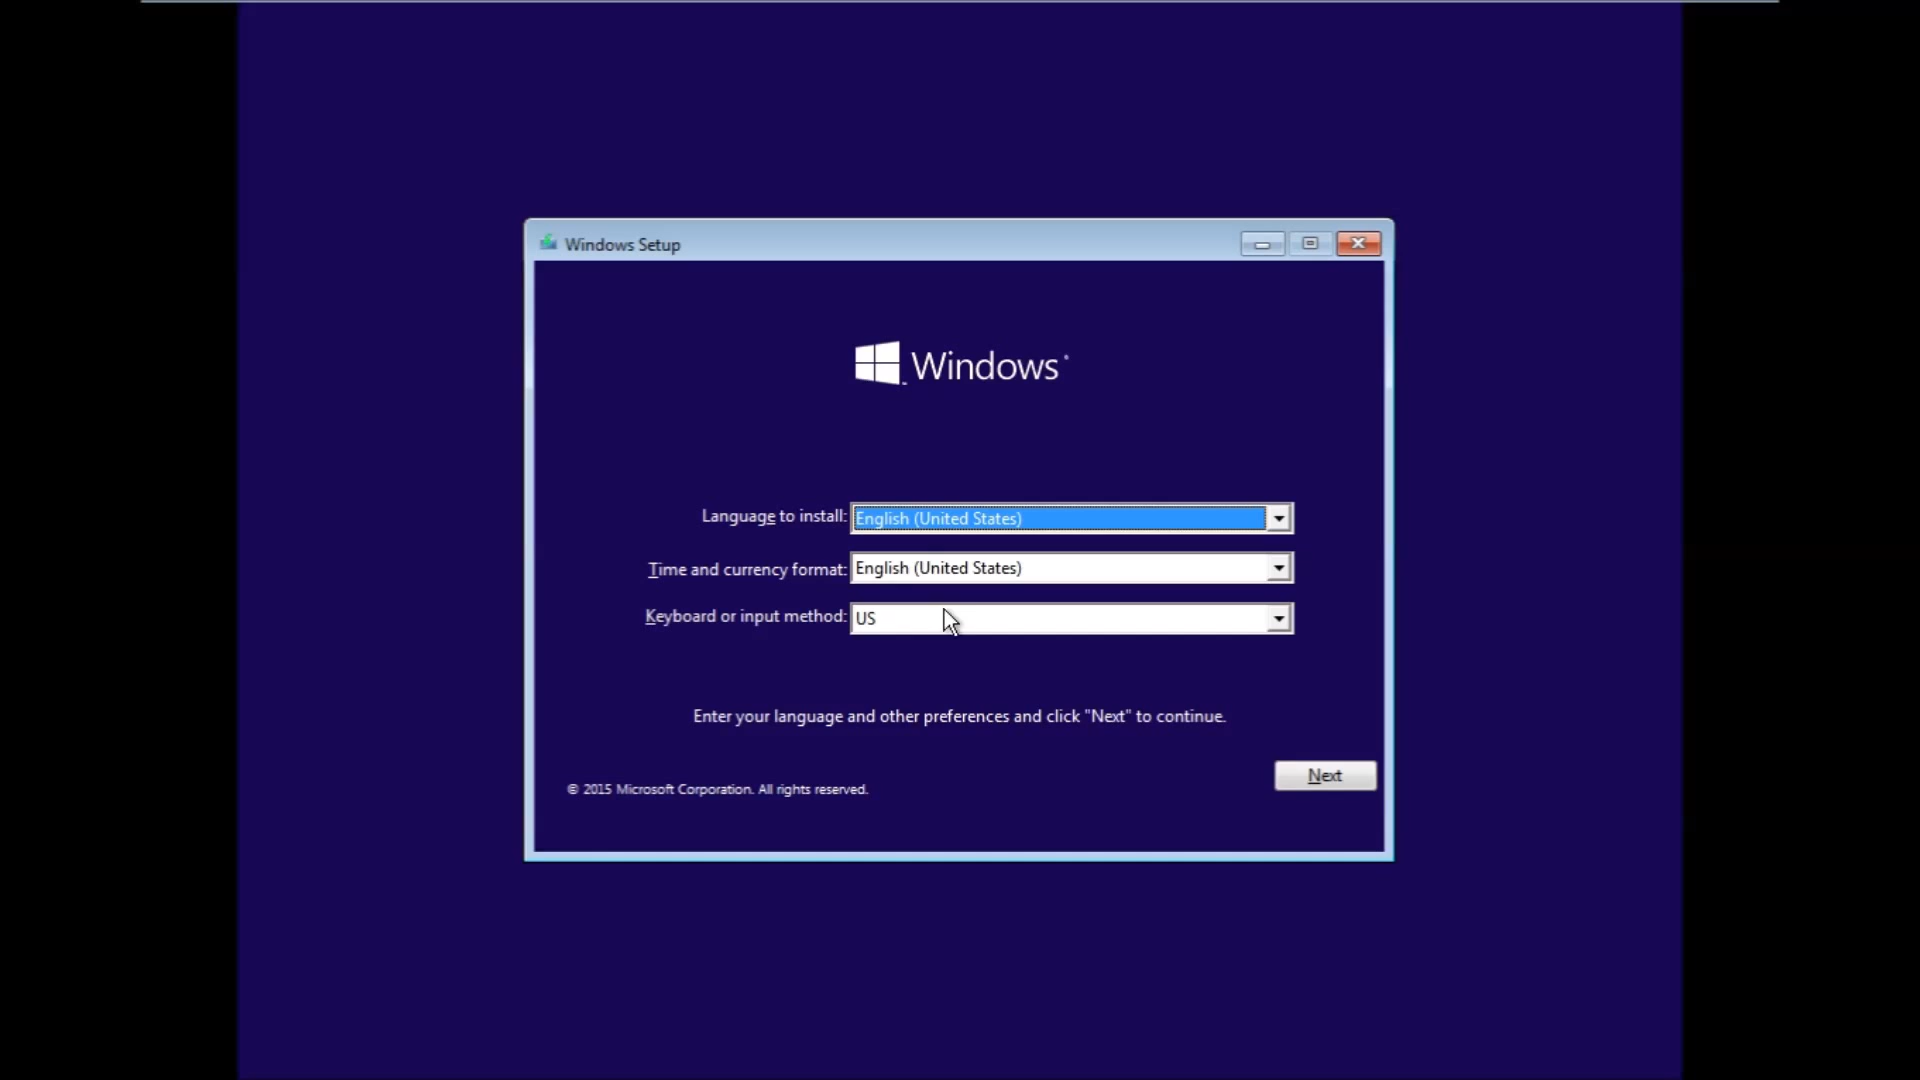 Windows Setup
Windows
Language to install: English (United States)
Time and currency format: English (United States)
Keyboard or input method: US
Enter your language and other preferences and click "Next" to continue.
Next
© 2015 Microsoft Corporation. All rights reserved.